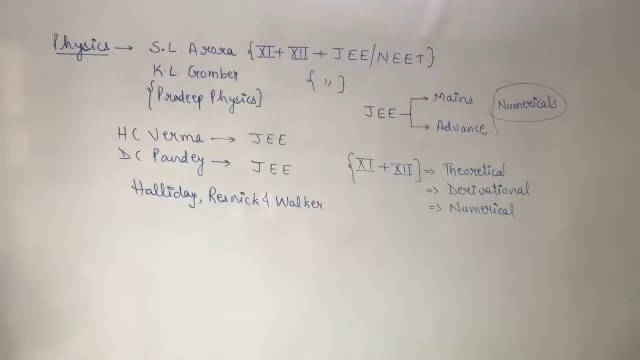 Physics → S.L Arora {XI + XII + JEE/NEET}
K.L. Gomber { ,, }
{Pradeep Physics}
JEE → Mains
→ Advance
Numericals
HC Verma → JEE
DC Pandey → JEE
Halliday, Resnick & Walker
{XI + XII} ⇒ Theoretical
⇒ Derivational
⇒ Numerical